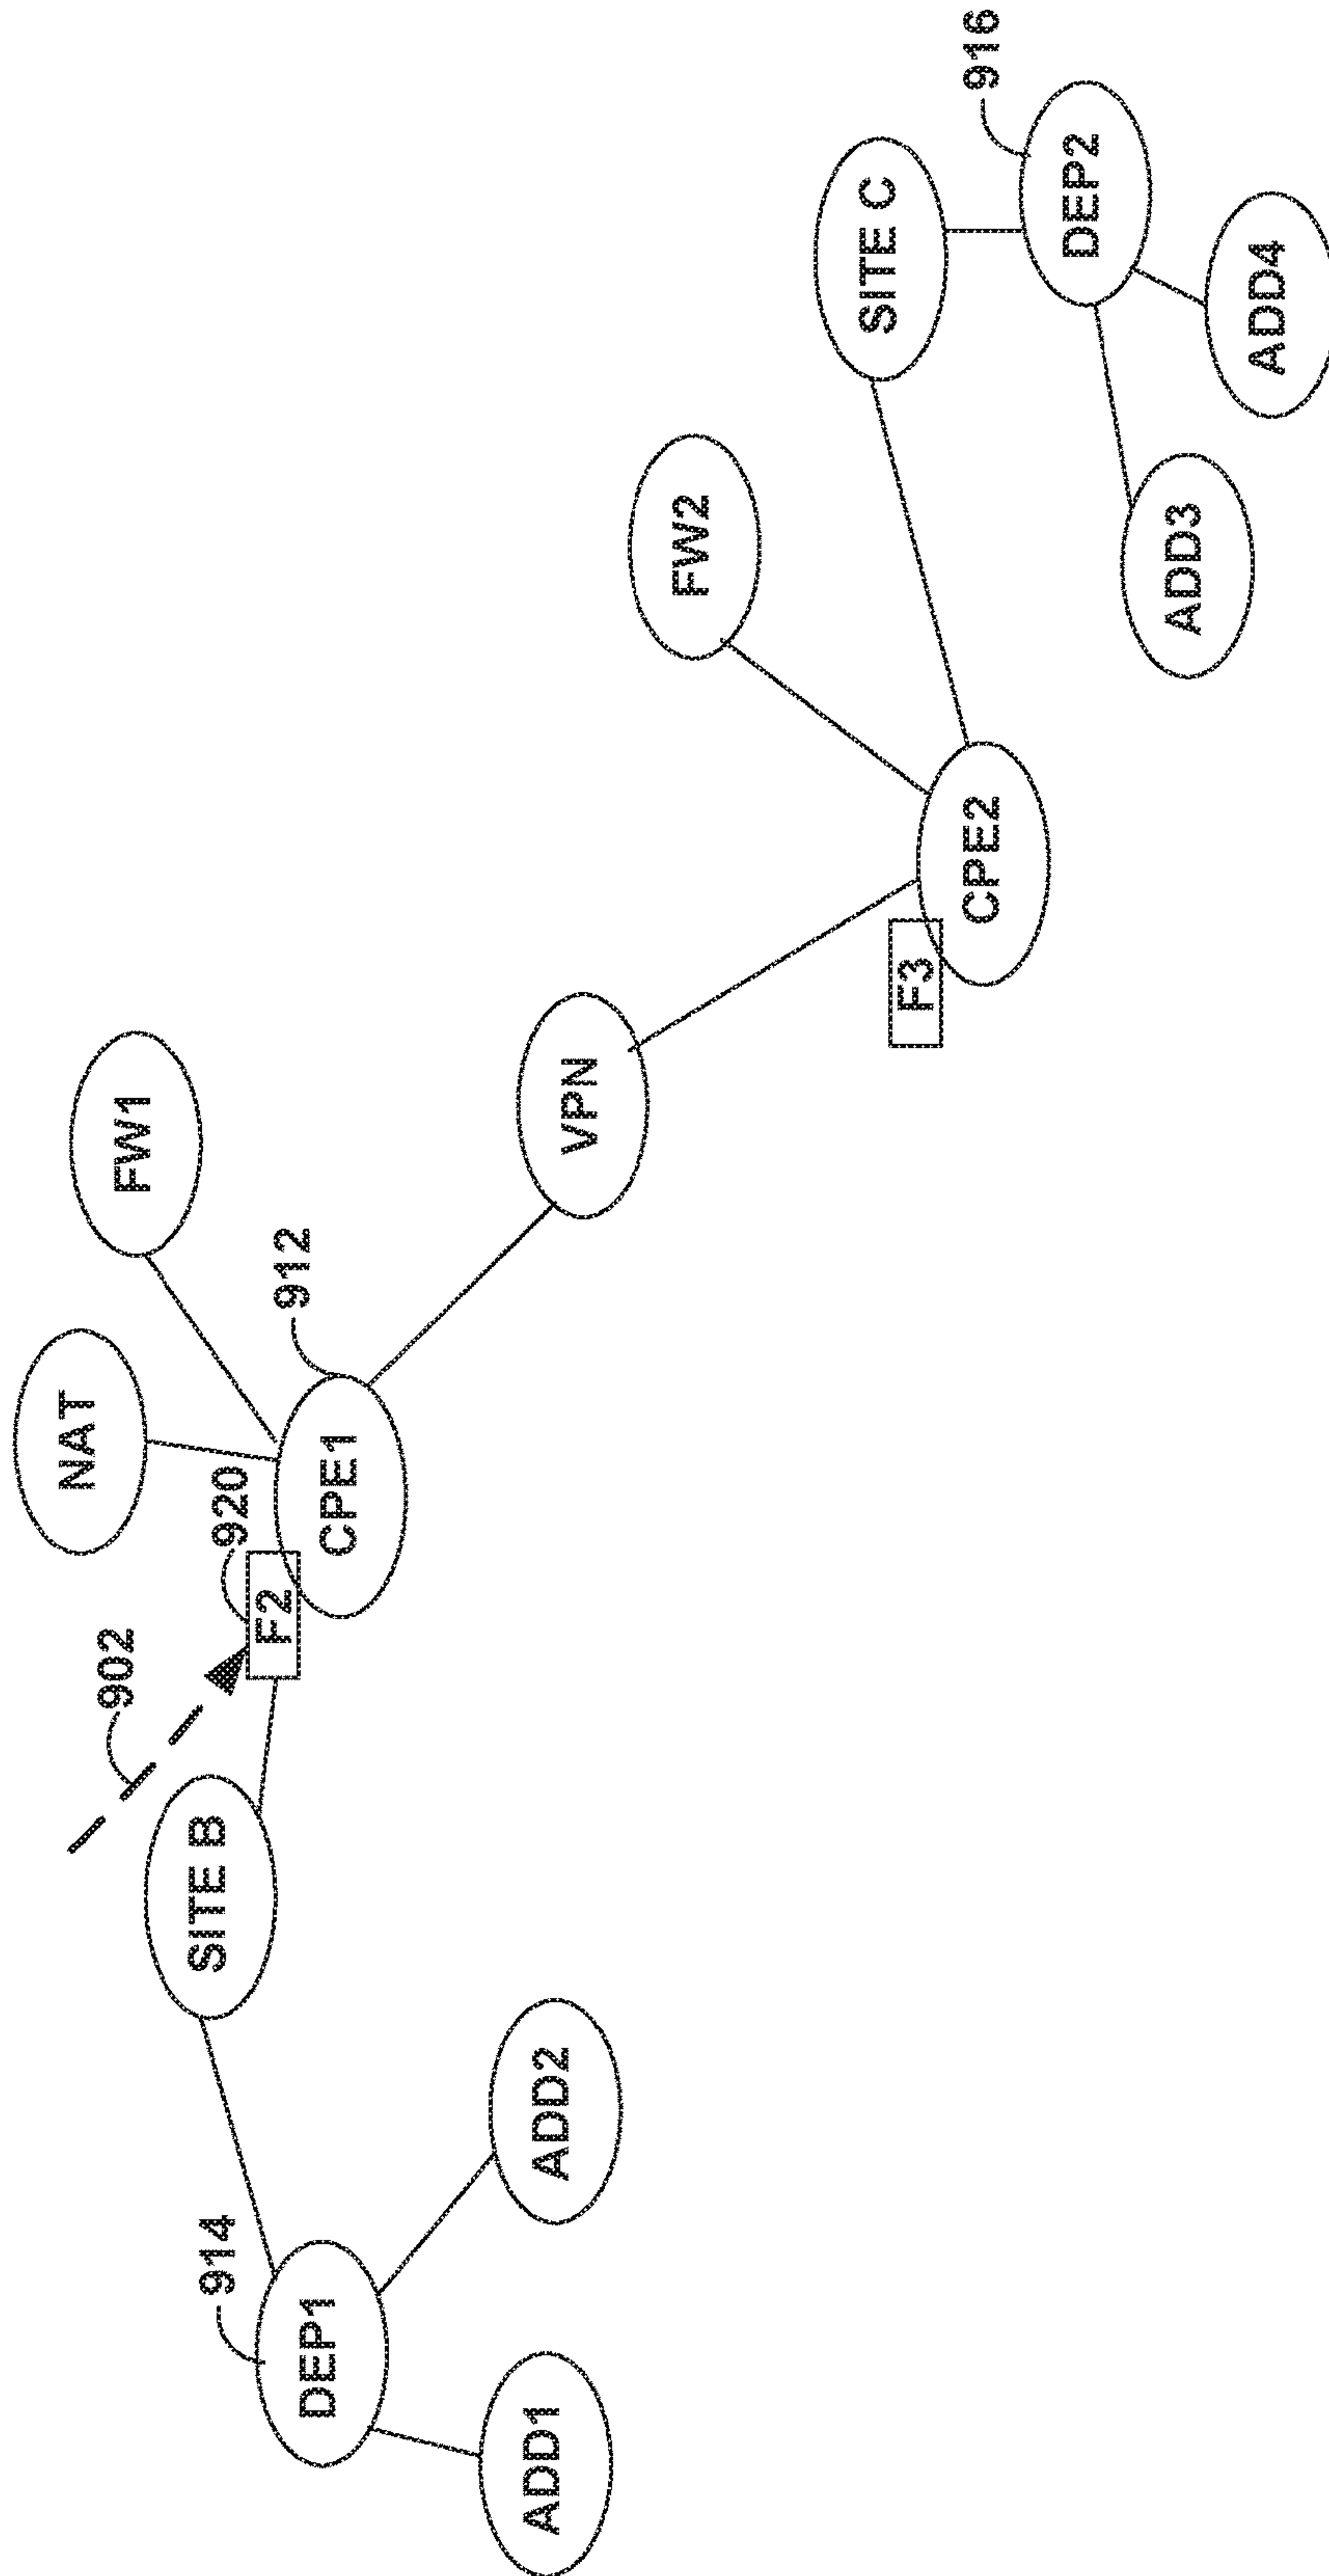 NAT
FW1
902
920
F2
912
CPE1
SITE B
914
DEP1
ADD1
ADD2
VPN
FW2
F3
CPE2
SITE C
916
DEP2
ADD3
ADD4